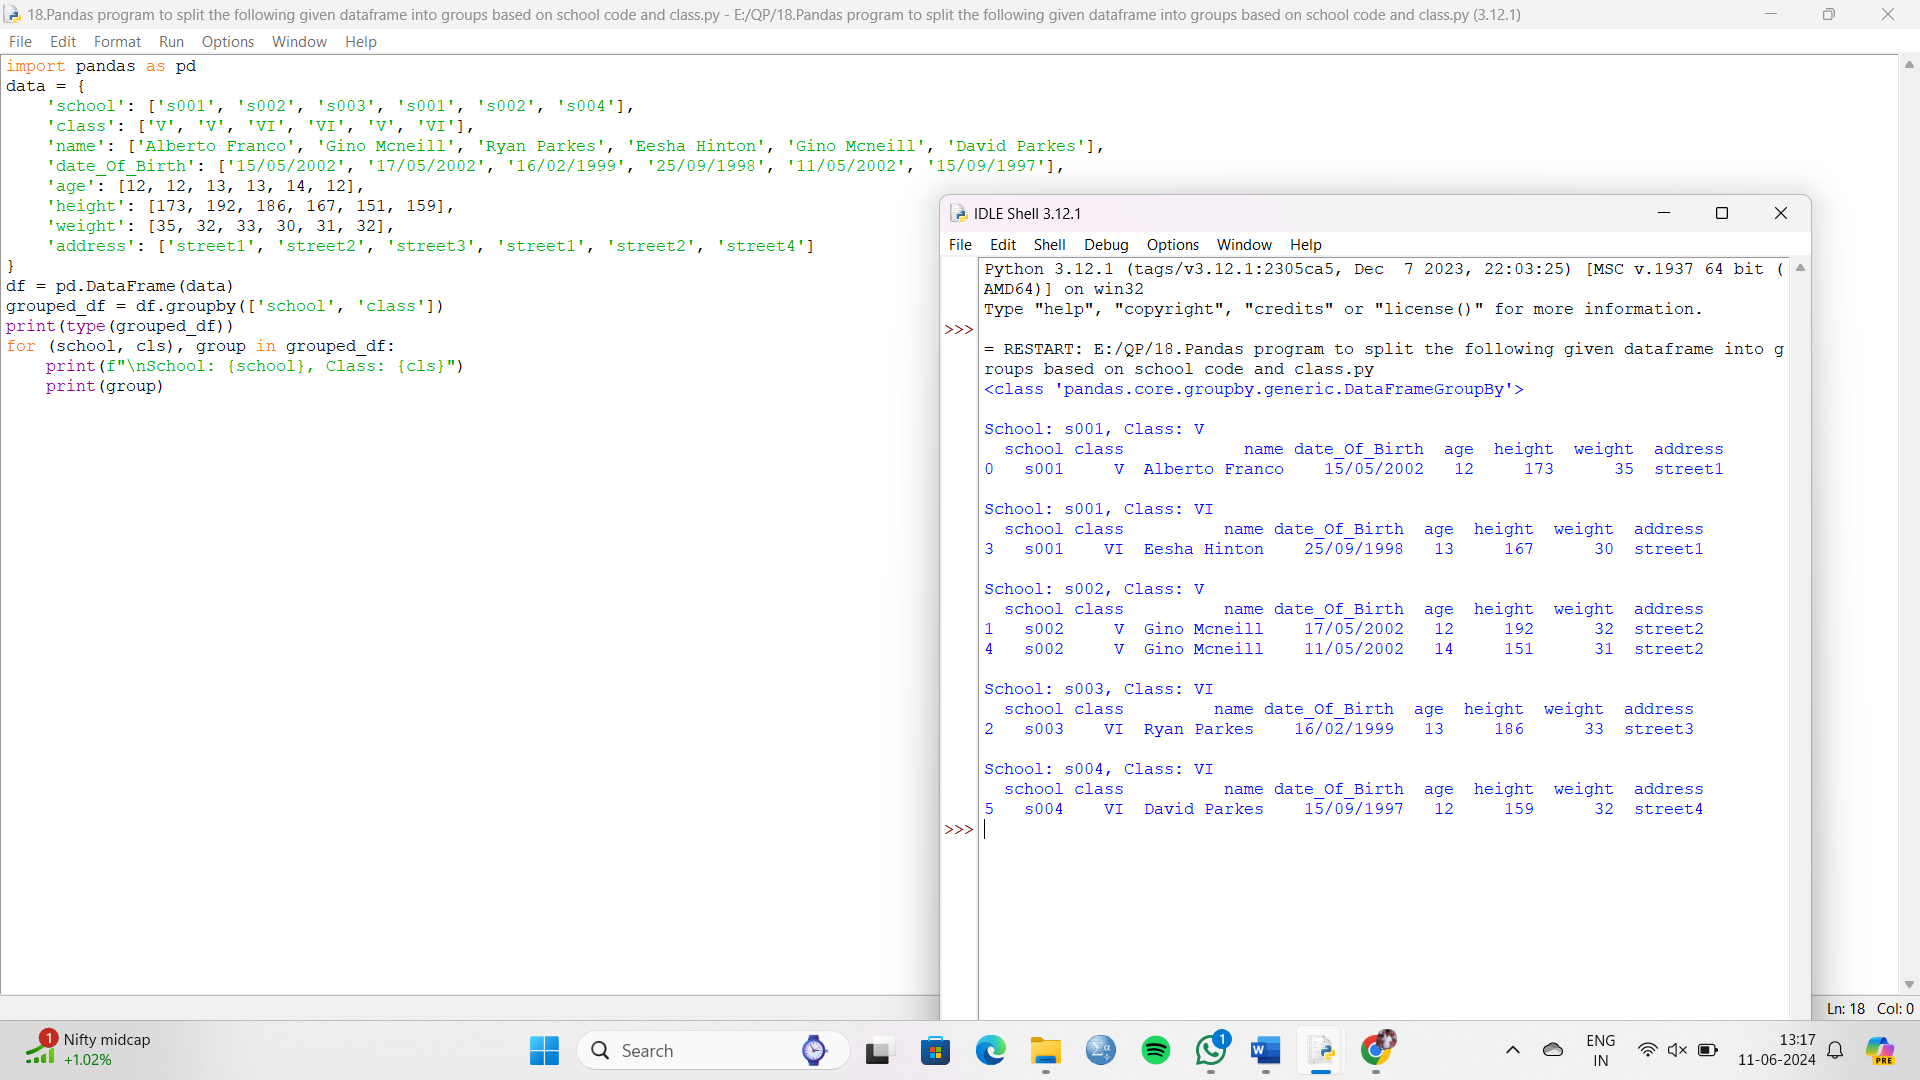 18.Pandas program to split the following given dataframe into groups based on school code and class.py - E:/QP/18.Pandas program to split the following given dataframe into groups based on school code and class.py (3.12.1)
File Edit Format Run Options Window Help
import pandas as pd
data = {
    'school': ['s001', 's002', 's003', 's001', 's002', 's004'],
    'class': ['V', 'V', 'VI', 'VI', 'V', 'VI'],
    'name': ['Alberto Franco', 'Gino Mcneill', 'Ryan Parkes', 'Eesha Hinton', 'Gino Mcneill', 'David Parkes'],
    'date_Of_Birth': ['15/05/2002', '17/05/2002', '16/02/1999', '25/09/1998', '11/05/2002', '15/09/1997'],
    'age': [12, 12, 13, 13, 14, 12],
    'height': [173, 192, 186, 167, 151, 159],
    'weight': [35, 32, 33, 30, 31, 32],
    'address': ['street1', 'street2', 'street3', 'street1', 'street2', 'street4']
}
df = pd.DataFrame(data)
grouped_df = df.groupby(['school', 'class'])
print(type(grouped_df))
for (school, cls), group in grouped_df:
    print(f"\nSchool: {school}, Class: {cls}")
    print(group)
IDLE Shell 3.12.1
File Edit Shell Debug Options Window Help
Python 3.12.1 (tags/v3.12.1:2305ca5, Dec  7 2023, 22:03:25) [MSC v.1937 64 bit (
AMD64)] on win32
Type "help", "copyright", "credits" or "license()" for more information.
>>>
= RESTART: E:/QP/18.Pandas program to split the following given dataframe into g
roups based on school code and class.py
<class 'pandas.core.groupby.generic.DataFrameGroupBy'>
School: s001, Class: V
  school class            name date_Of_Birth  age  height  weight  address
0   s001     V  Alberto Franco    15/05/2002   12     173      35  street1
School: s001, Class: VI
  school class          name date_Of_Birth  age  height  weight  address
3   s001    VI  Eesha Hinton    25/09/1998   13     167      30  street1
School: s002, Class: V
  school class          name date_Of_Birth  age  height  weight  address
1   s002     V  Gino Mcneill    17/05/2002   12     192      32  street2
4   s002     V  Gino Mcneill    11/05/2002   14     151      31  street2
School: s003, Class: VI
  school class         name date_Of_Birth  age  height  weight  address
2   s003    VI  Ryan Parkes    16/02/1999   13     186      33  street3
School: s004, Class: VI
  school class          name date_Of_Birth  age  height  weight  address
5   s004    VI  David Parkes    15/09/1997   12     159      32  street4
>>>
Ln: 18 Col: 0
1
Nifty midcap
+1.02%
Search
1
ENG
IN
13:17
11-06-2024
PRE